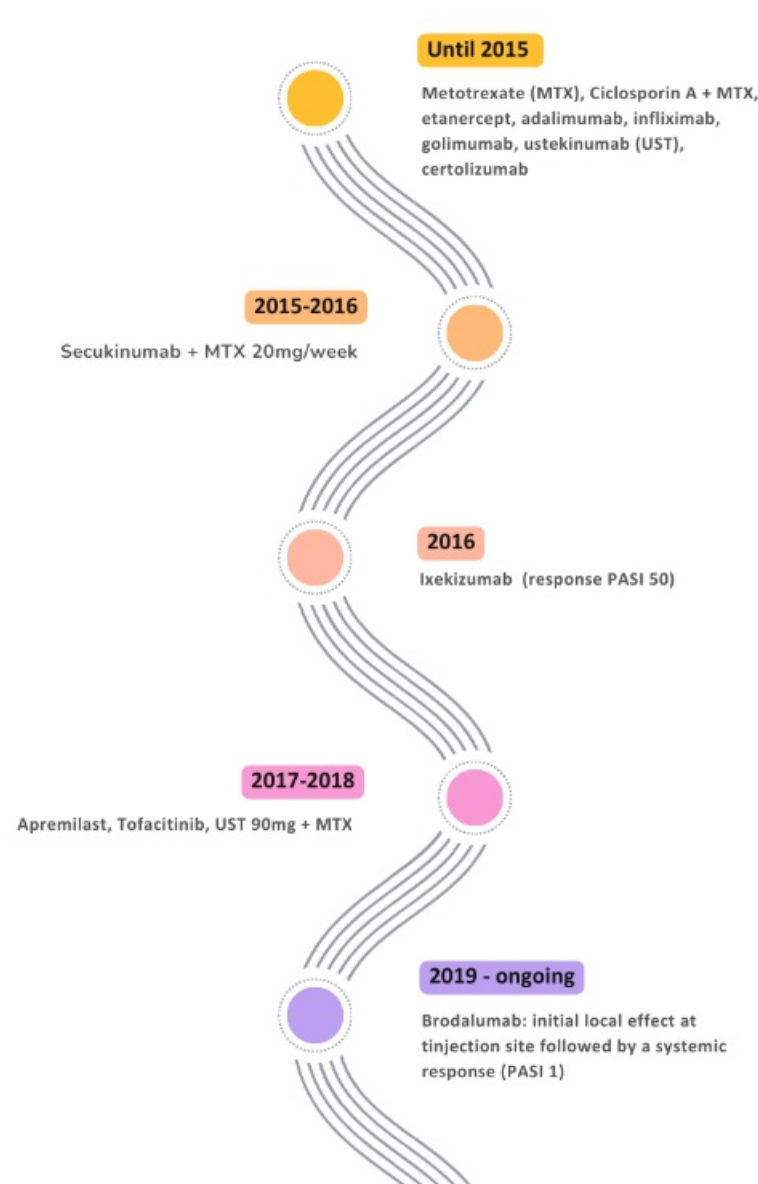 Until 2015
Metotrexate (MTX), Ciclosporin A + MTX,
etanercept, adalimumab, infliximab,
golimumab, ustekinumab (UST),
certolizumab
2015-2016
Secukinumab + MTX 20mg/week
2016
Ixekizumab (response PASI 50)
2017-2018
Apremilast, Tofacitinib, UST 90mg + MTX
2019 - ongoing
Brodalumab: initial local effect at
tinjection site followed by a systemic
response (PASI 1)